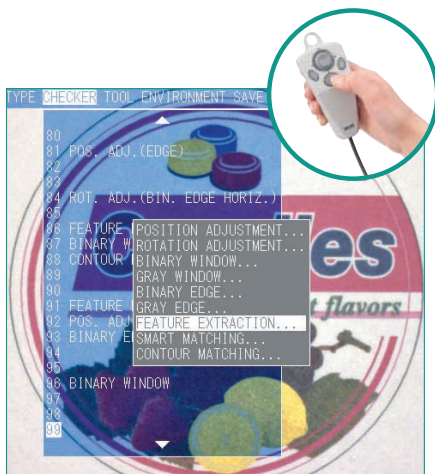 TYPE CHECKER TOOL ENVIRONMENT SAVE
80
81 POS. ADJ.(EDGE)
82
83
84 ROT. ADJ.(BIN. EDGE HORIZ.)
85
86 FEATURE
87 BINARY W
88 CONTOUR
89
90
91 FEATURE
92 POS. ADJ
93 BINARY E
94
95
96 BINARY WINDOW
97
98
99
POSITION ADJUSTMENT...
ROTATION ADJUSTMENT...
BINARY WINDOW...
GRAY WINDOW...
BINARY EDGE...
GRAY EDGE...
FEATURE EXTRACTION...
SMART MATCHING...
CONTOUR MATCHING...
es
flavors